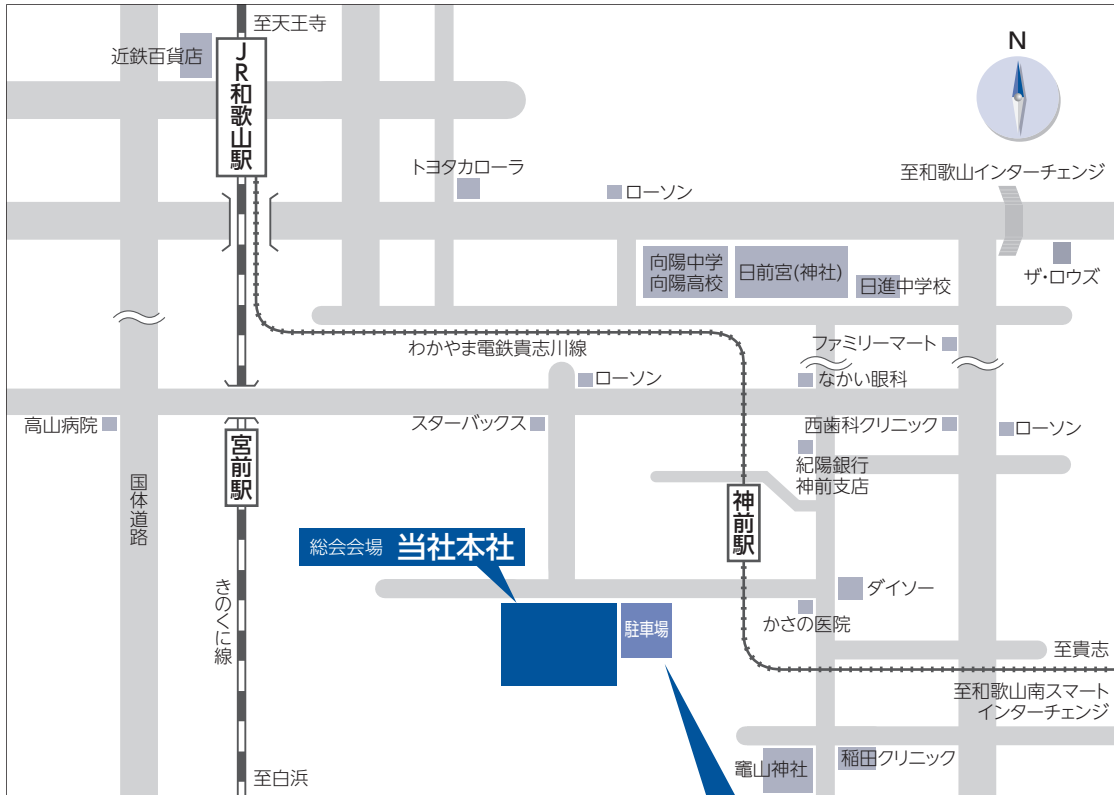 至天王寺
近鉄百貨店
JR和歌山駅
N
トヨタカローラ
ローソン
至和歌山インターチェンジ
向陽中学
向陽高校
日前宮(神社)
日進中学校
ザ・ロウズ
わかやま電鉄貴志川線
ファミリーマート
ローソン
なかい眼科
高山病院
宮前駅
スターバックス
西歯科クリニック
ローソン
紀陽銀行
神前支店
国体道路
神前駅
総会会場 当社本社
きのくに線
駐車場
ダイソー
かさの医院
至貴志
至和歌山南スマート
インターチェンジ
至白浜
竈山神社
稲田クリニック